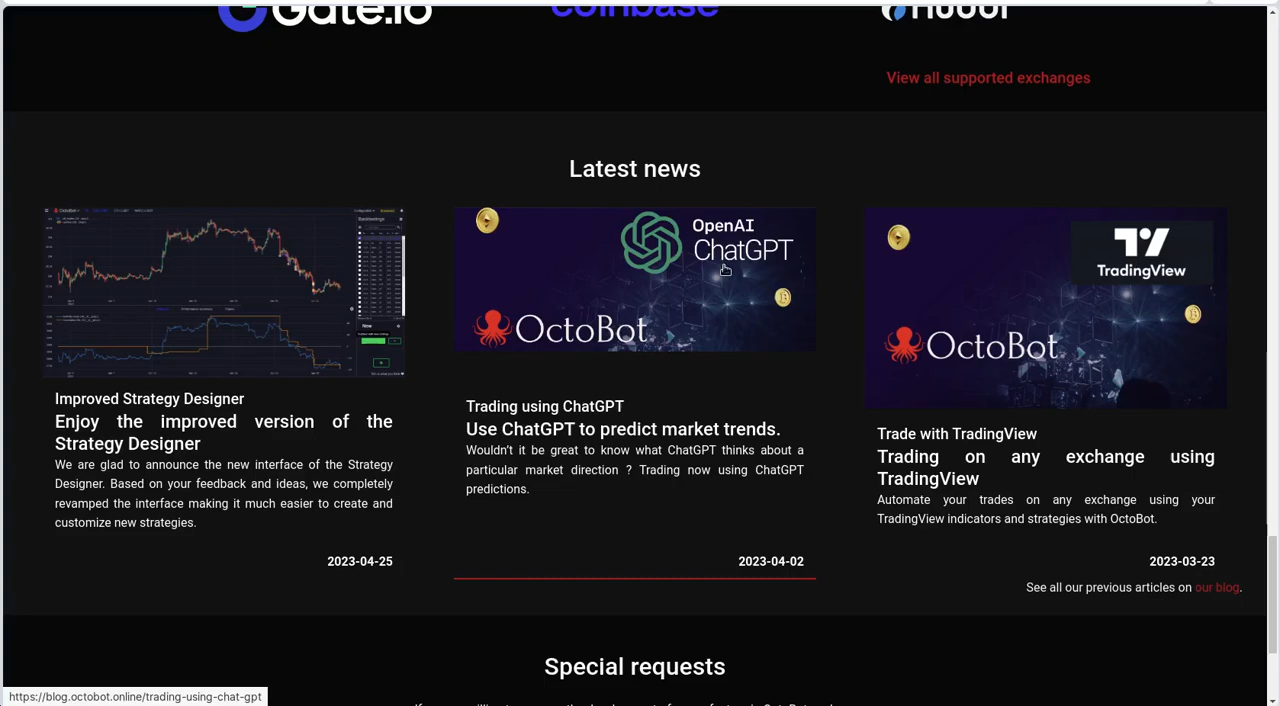 Gate.io
coinbase
Huobi
View all supported exchanges
Latest news
OctoBot
OpenAI
ChatGPT
OctoBot
TradingView
OctoBot
Improved Strategy Designer
Enjoy the improved version of the
Strategy Designer
We are glad to announce the new interface of the Strategy
Designer. Based on your feedback and ideas, we completely
revamped the interface making it much easier to create and
customize new strategies.
2023-04-25
Trading using ChatGPT
Use ChatGPT to predict market trends.
Wouldn't it be great to know what ChatGPT thinks about a
particular market direction ? Trading now using ChatGPT
predictions.
2023-04-02
Trade with TradingView
Trading on any exchange using
TradingView
Automate your trades on any exchange using your
TradingView indicators and strategies with OctoBot.
2023-03-23
See all our previous articles on our blog.
Special requests
https://blog.octobot.online/trading-using-chat-gpt